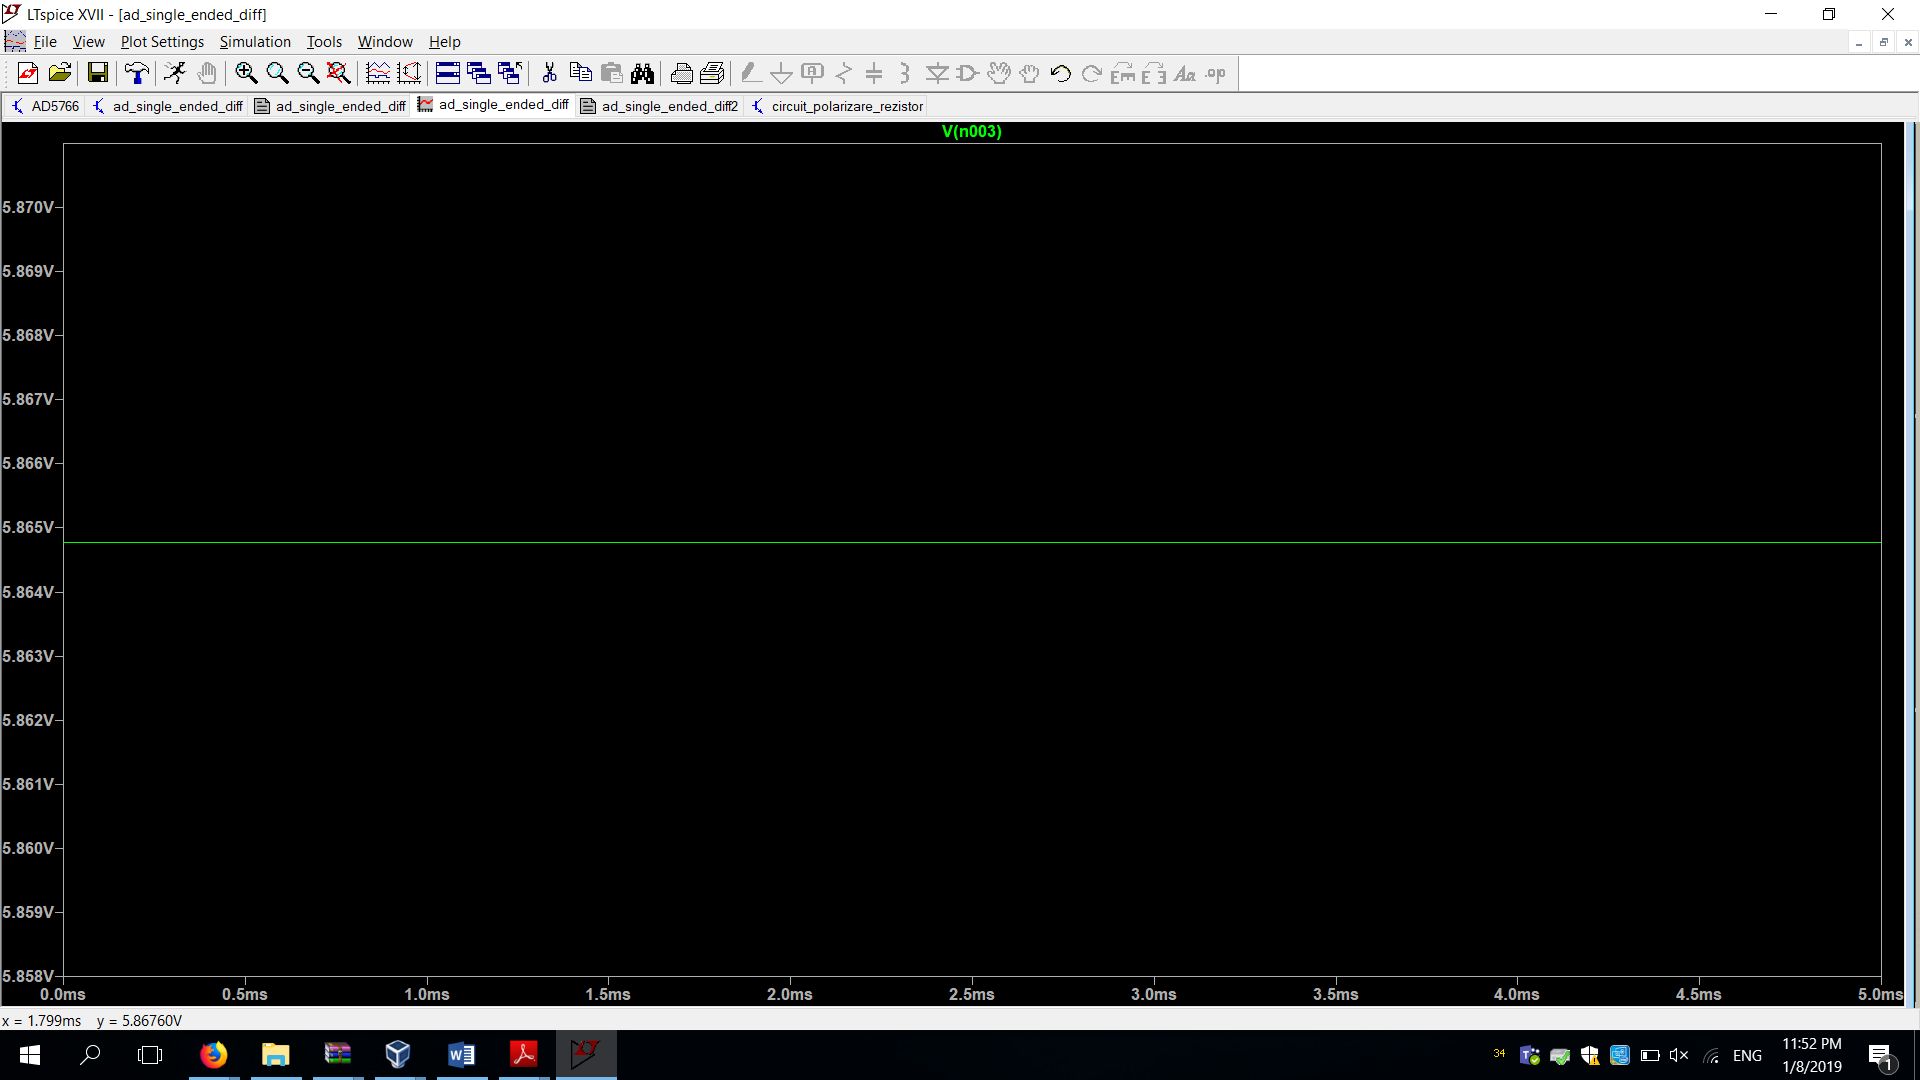 LTspice XVII - [ad_single_ended_diff]
File View Plot Settings Simulation Tools Window Help
AD5766 ad_single_ended_diff ad_single_ended_diff ad_single_ended_diff ad_single_ended_diff2 circuit_polarizare_rezistor
V(n003)
5.870V
5.869V
5.868V
5.867V
5.866V
5.865V
5.864V
5.863V
5.862V
5.861V
5.860V
5.859V
5.858V
0.0ms 0.5ms 1.0ms 1.5ms 2.0ms 2.5ms 3.0ms 3.5ms 4.0ms 4.5ms 5.0ms
x = 1.799ms y = 5.86760V
34 ENG 11:52 PM
1/8/2019 1